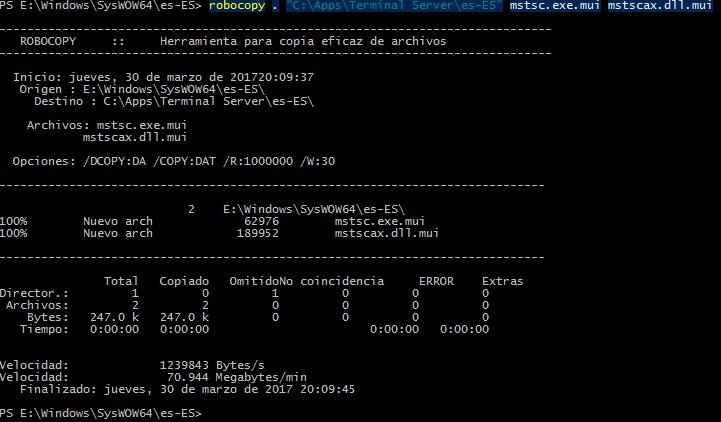 PS E:\Windows\SysWOW64\es-ES> robocopy . "C:\Apps\Terminal Server\es-ES" mstsc.exe.mui mstscax.dll.mui
-------------------------------------------------------------------------------
ROBOCOPY     ::     Herramienta para copia eficaz de archivos
-------------------------------------------------------------------------------
Inicio: jueves, 30 de marzo de 201720:09:37
Origen : E:\Windows\SysWOW64\es-ES\
Destino : C:\Apps\Terminal Server\es-ES\
Archivos: mstsc.exe.mui
mstscax.dll.mui
Opciones: /DCOPY:DA /COPY:DAT /R:1000000 /W:30
------------------------------------------------------------------------------
2    E:\Windows\SysWOW64\es-ES\
100%        Nuevo arch             62976        mstsc.exe.mui
100%        Nuevo arch            189952        mstscax.dll.mui
------------------------------------------------------------------------------
Total   Copiado   OmitidoNo coincidencia     ERROR    Extras
Director.:         1         0         1         0         0         0
Archivos:         2         2         0         0         0         0
Bytes:   247.0 k   247.0 k         0         0         0         0
Tiempo:   0:00:00   0:00:00                       0:00:00   0:00:00
Velocidad:             1239843 Bytes/s
Velocidad:              70.944 Megabytes/min
Finalizado: jueves, 30 de marzo de 2017 20:09:45
PS E:\Windows\SysWOW64\es-ES>